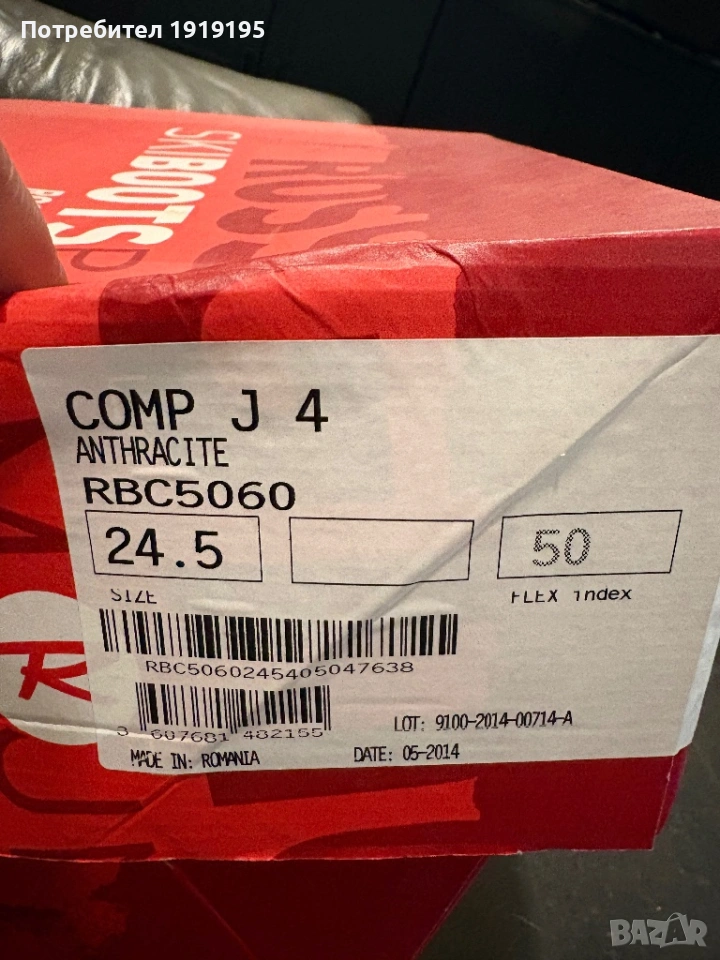 Потребител 1919195
SKIBOOTS
COMP J 4
ANTHRACITE
RBC5060
24.5
50
SIZE
FLEX index
RBC5060245405047638
3 607681 482155
LOT: 9100-2014-00714-A
MADE IN: ROMANIA
DATE: 05-2014
R
BAZAR